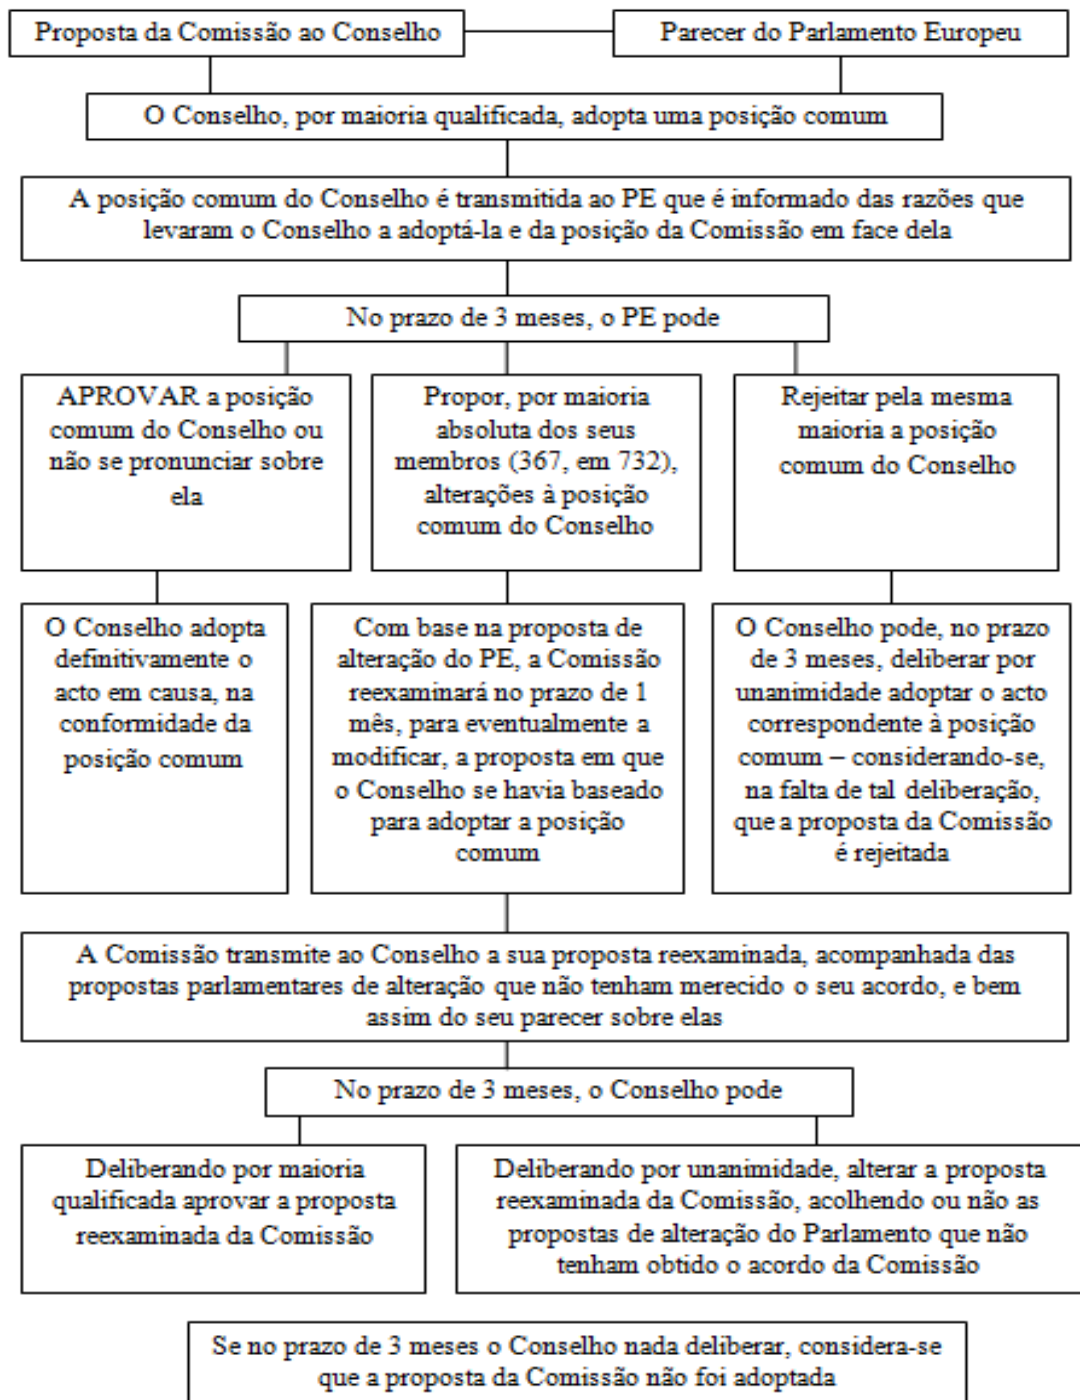 Proposta da Comissão ao Conselho
Parecer do Parlamento Europeu
O Conselho, por maioria qualificada, adopta uma posição comum
A posição comum do Conselho é transmitida ao PE que é informado das razões que
levaram o Conselho a adoptá-la e da posição da Comissão em face dela
No prazo de 3 meses, o PE pode
APROVAR a posição
comum do Conselho ou
não se pronunciar sobre
ela
Propor, por maioria
absoluta dos seus
membros (367, em 732),
alterações à posição
comum do Conselho
Rejeitar pela mesma
maioria a posição
comum do Conselho
O Conselho adopta
definitivamente o
acto em causa, na
conformidade da
posição comum
Com base na proposta de
alteração do PE, a Comissão
reexaminará no prazo de 1
mês, para eventualmente a
modificar, a proposta em que
o Conselho se havia baseado
para adoptar a posição
comum
O Conselho pode, no prazo
de 3 meses, deliberar por
unanimidade adoptar o acto
correspondente à posição
comum – considerando-se,
na falta de tal deliberação,
que a proposta da Comissão
é rejeitada
A Comissão transmite ao Conselho a sua proposta reexaminada, acompanhada das
propostas parlamentares de alteração que não tenham merecido o seu acordo, e bem
assim do seu parecer sobre elas
No prazo de 3 meses, o Conselho pode
Deliberando por maioria
qualificada aprovar a proposta
reexaminada da Comissão
Deliberando por unanimidade, alterar a proposta
reexaminada da Comissão, acolhendo ou não as
propostas de alteração do Parlamento que não
tenham obtido o acordo da Comissão
Se no prazo de 3 meses o Conselho nada deliberar, considera-se
que a proposta da Comissão não foi adoptada